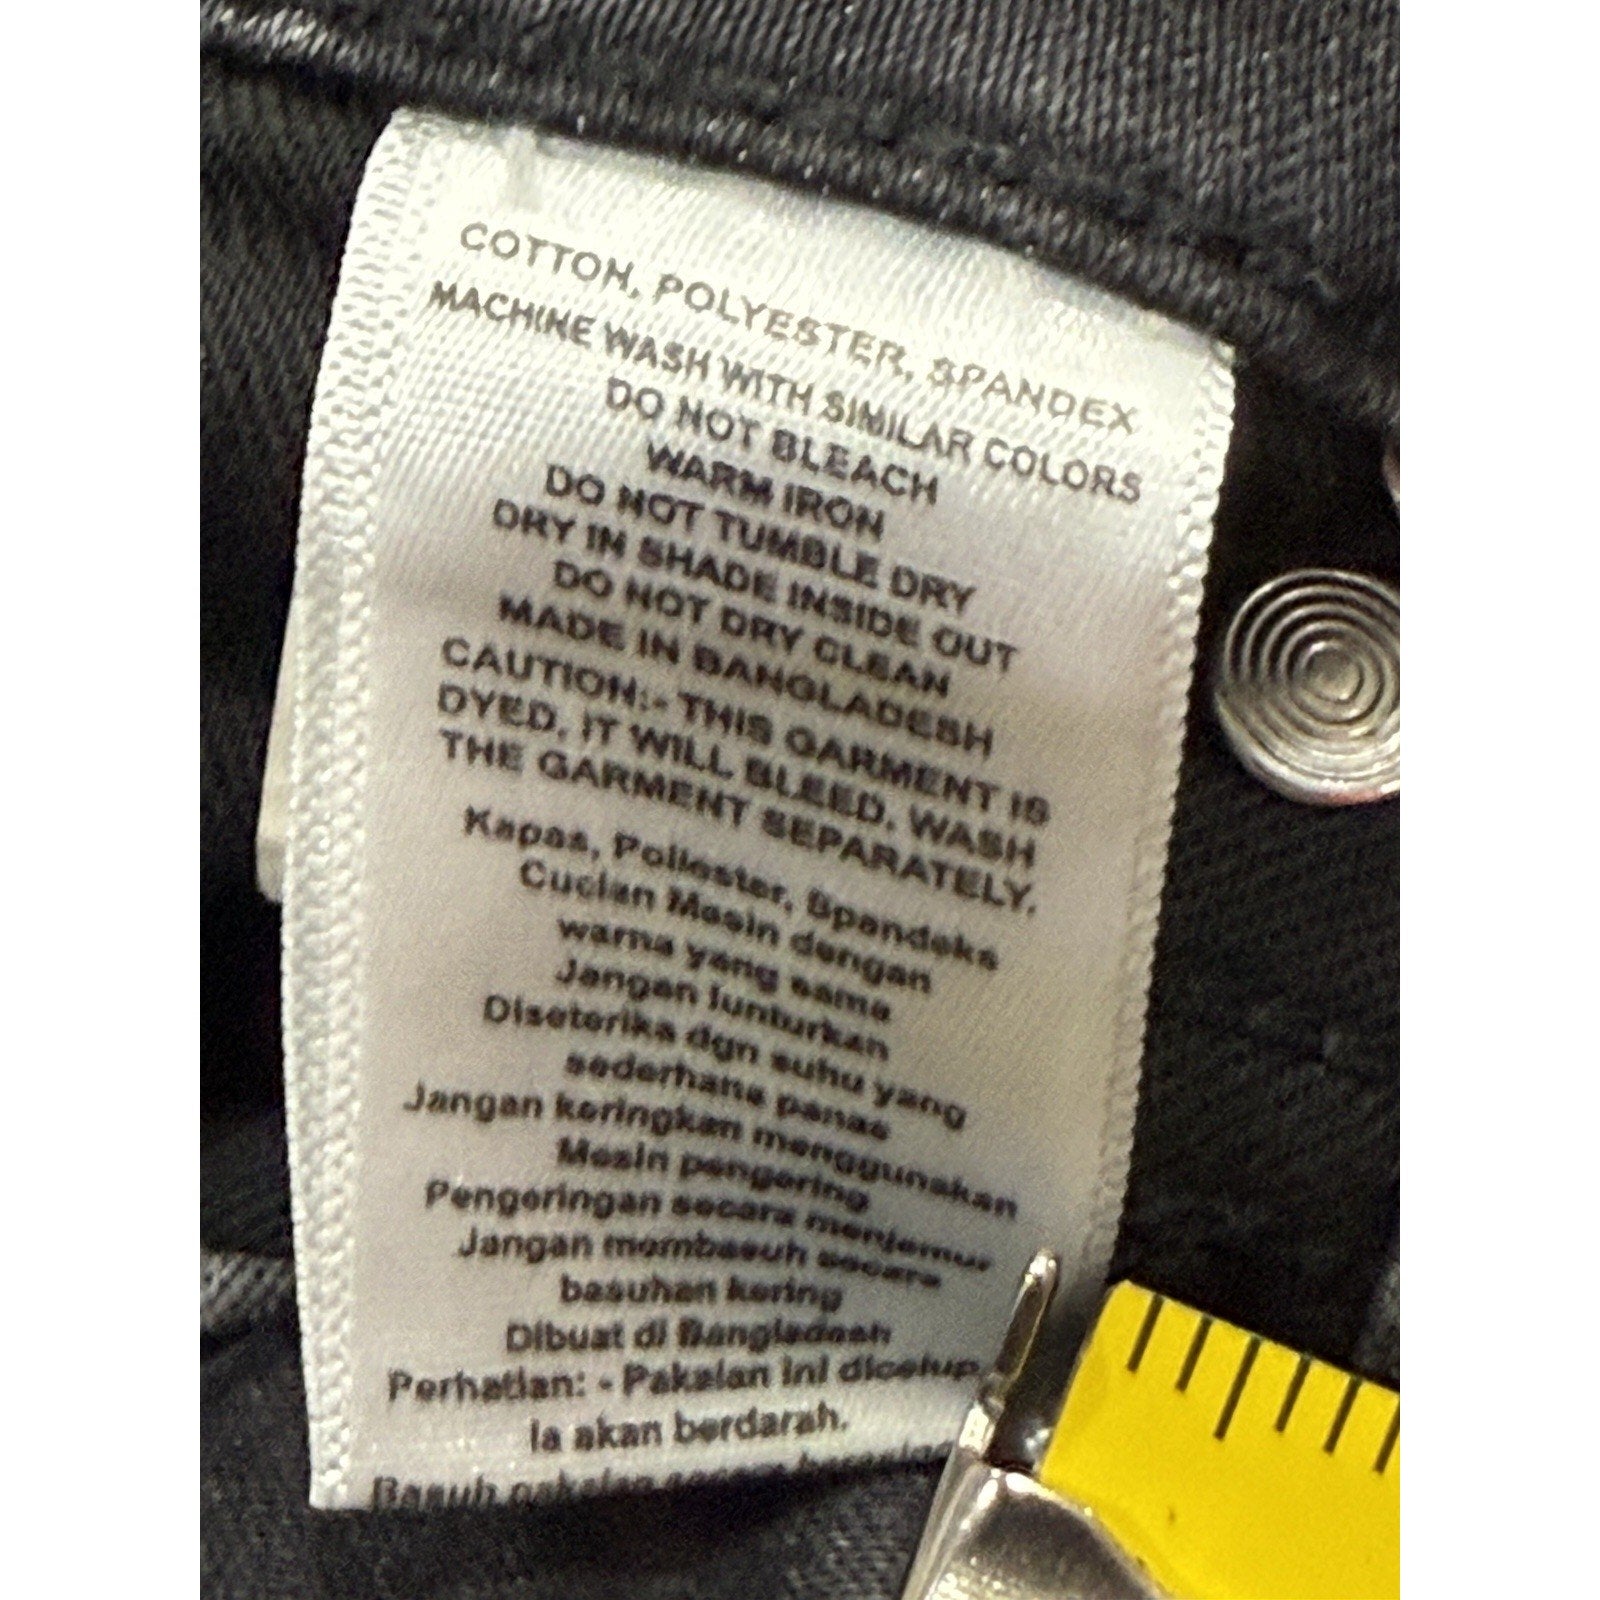 COTTON, POLYESTER, SPANDEX
MACHINE WASH WITH SIMILAR COLORS
DO NOT BLEACH
WARM IRON
DO NOT TUMBLE DRY
DRY IN SHADE INSIDE OUT
DO NOT DRY CLEAN
MADE IN BANGLADESH
CAUTION:- THIS GARMENT IS
DYED, IT WILL BLEED, WASH
THE GARMENT SEPARATELY.
Kapas, Poliester, Spandeks
Cucian Mesin dengan
warna yang sama
Jangan lunturkan
Diseterika dgn suhu yang
sederhana panas
Jangan keringkan menggunakan
Mesin pengering
Pengeringan secara menjemur
Jangan membasuh secara
basuhan kering
Dibuat di Bangladesh
Perhatian: - Pakaian ini dicelup,
Ia akan berdarah.
Basuh